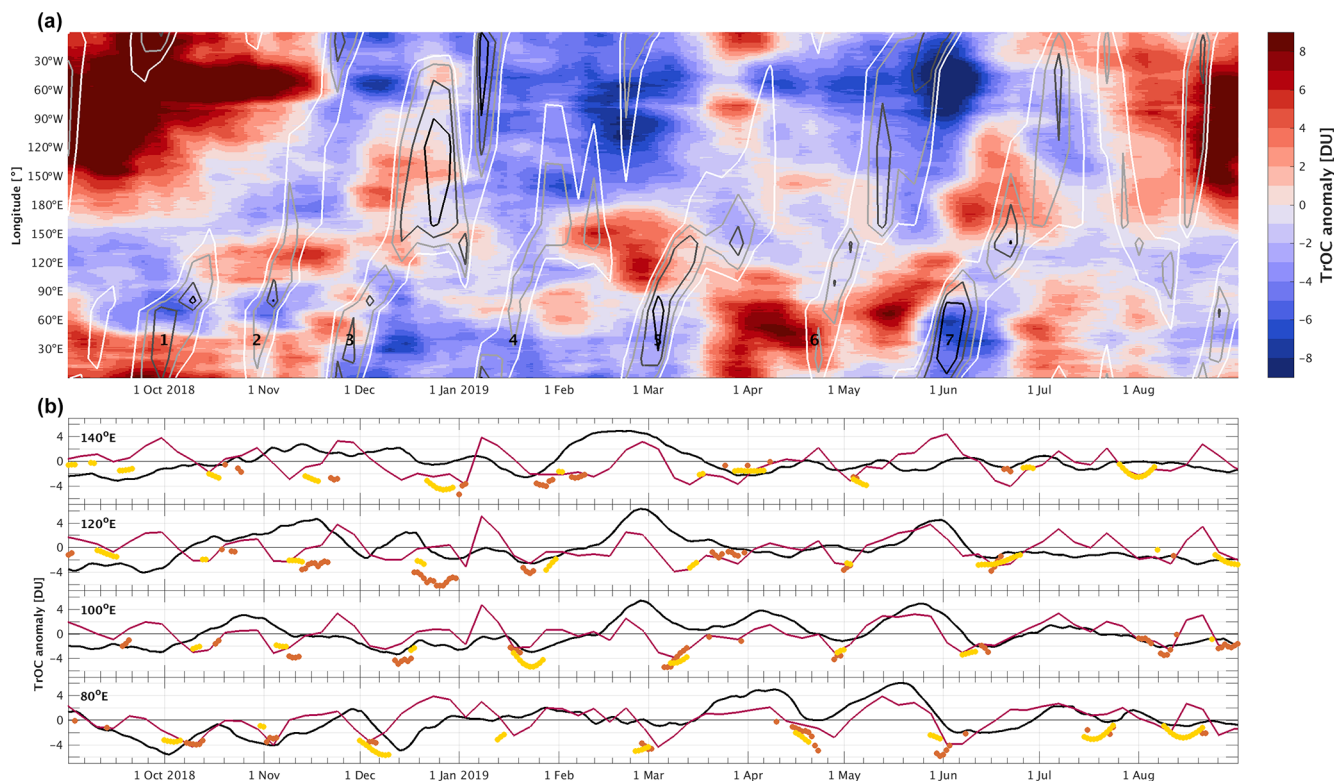 (a)
Longitude [°]
30°W
60°W
90°W
120°W
150°W
180°E
150°E
120°E
90°E
60°E
30°E
1 2 3 4 5 6 7
1 Oct 2018 1 Nov 1 Dec 1 Jan 2019 1 Feb 1 Mar 1 Apr 1 May 1 Jun 1 Jul 1 Aug
8
6
4
2
0
−2
−4
−6
−8
TrOC anomaly [DU]
(b)
TrOC anomaly [DU]
140°E
4
0
−4
120°E
4
0
−4
100°E
4
0
−4
80°E
4
0
−4
1 Oct 2018 1 Nov 1 Dec 1 Jan 2019 1 Feb 1 Mar 1 Apr 1 May 1 Jun 1 Jul 1 Aug